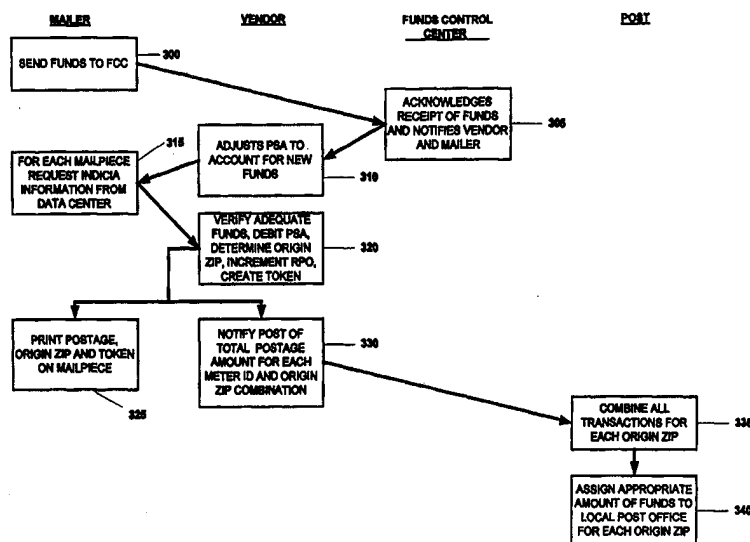 MAILER
VENDOR
FUNDS CONTROL
CENTER
POST
300
SEND FUNDS TO FCC
ACKNOWLEDGES
RECEIPT OF FUNDS
AND NOTIFIES VENDOR
AND MAILER
305
315
FOR EACH MAILPIECE
REQUEST INDICIA
INFORMATION FROM
DATA CENTER
ADJUSTS PSA TO
ACCOUNT FOR NEW
FUNDS
310
VERIFY ADEQUATE
FUNDS, DEBIT PSA,
DETERMINE ORIGIN
ZIP, INCREMENT RPO,
CREATE TOKEN
320
PRINT POSTAGE,
ORIGIN ZIP AND TOKEN
ON MAILPIECE
325
NOTIFY POST OF
TOTAL POSTAGE
AMOUNT FOR EACH
METER ID AND ORIGIN
ZIP COMBINATION
330
COMBINE ALL
TRANSACTIONS FOR
EACH ORIGIN ZIP
335
ASSIGN APPROPRIATE
AMOUNT OF FUNDS TO
LOCAL POST OFFICE
FOR EACH ORIGIN ZIP
340